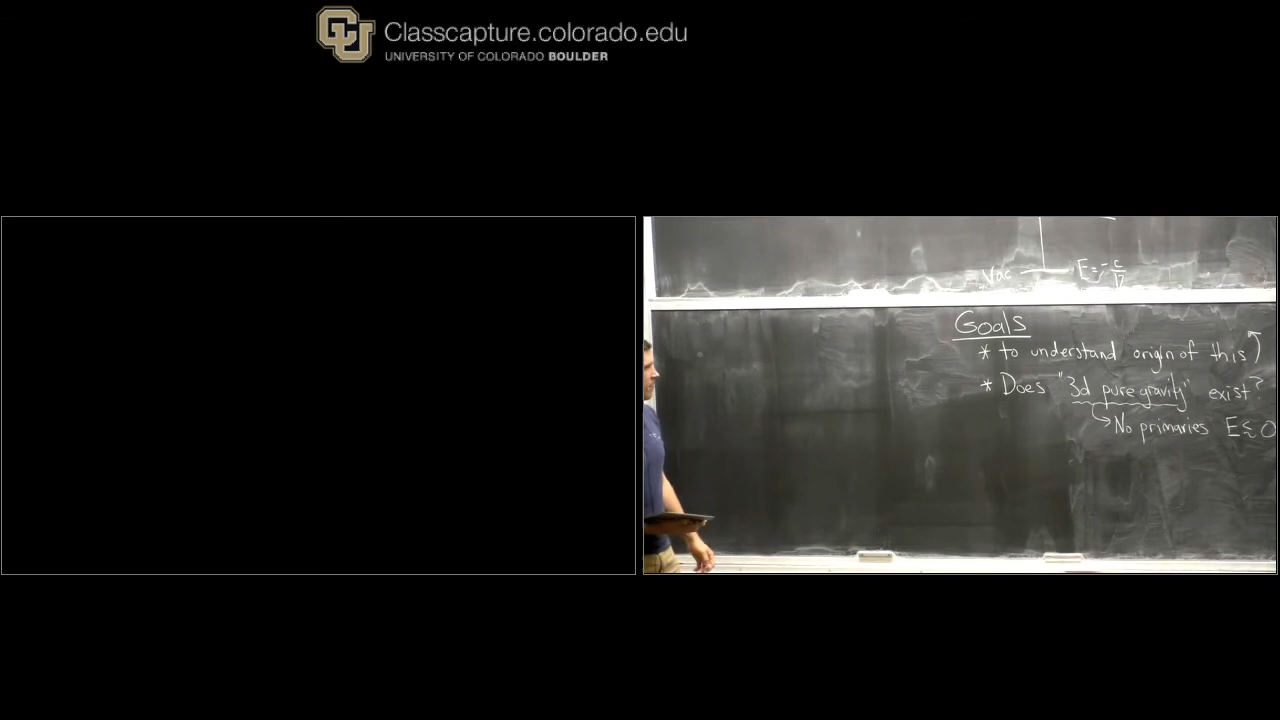 Classcapture.colorado.edu
UNIVERSITY OF COLORADO BOULDER
Vac E = -c/12
Goals
* to understand origin of this
* Does "3d pure gravity" exist?
No primaries E ≲ 0